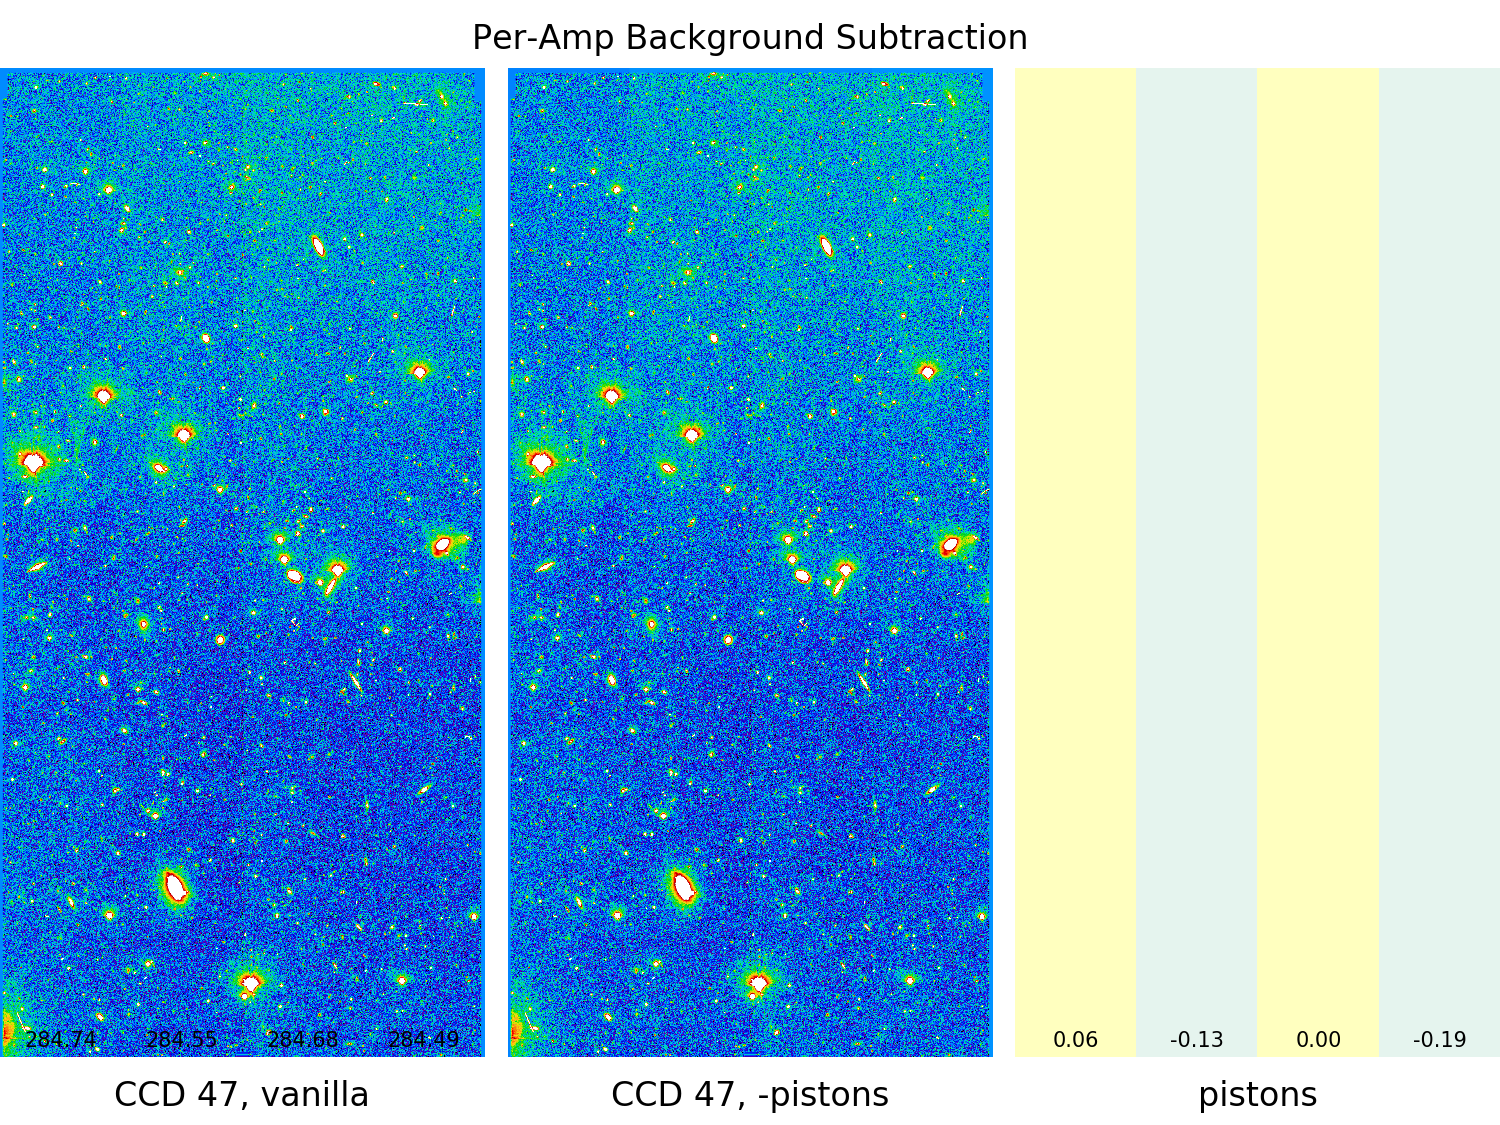 Per-Amp Background Subtraction
284.74 284.55 284.68 284.49
0.06 -0.13 0.00 -0.19
CCD 47, vanilla
CCD 47, -pistons
pistons